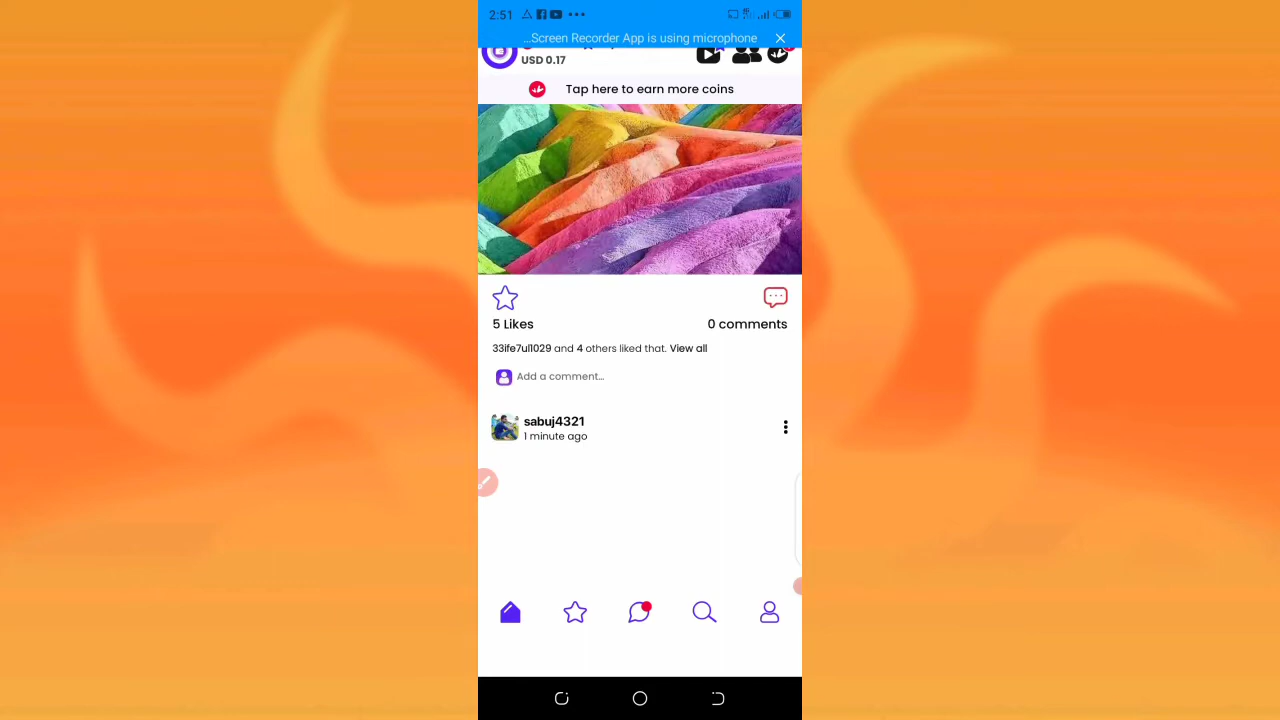 2:51
...Screen Recorder App is using microphone
USD 0.17
Tap here to earn more coins
5 Likes
0 comments
33ife7ul1029 and 4 others liked that. View all
Add a comment...
sabuj4321
1 minute ago